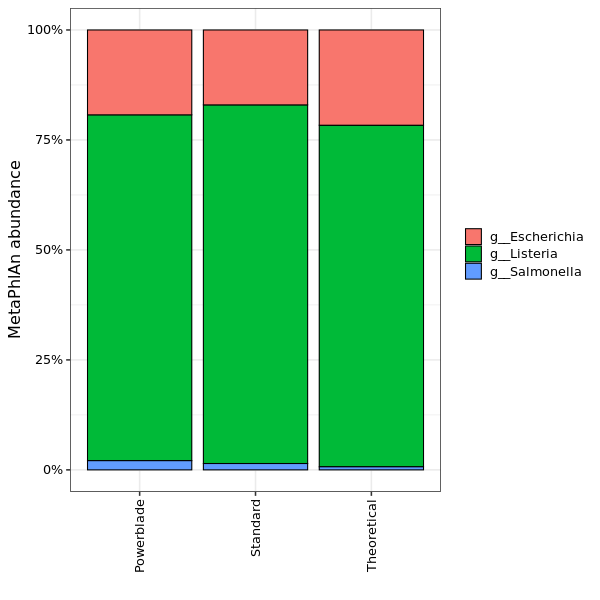 MetaPhlAn abundance
100%
75%
50%
25%
0%
Powerblade
Standard
Theoretical
g__Escherichia
g__Listeria
g__Salmonella